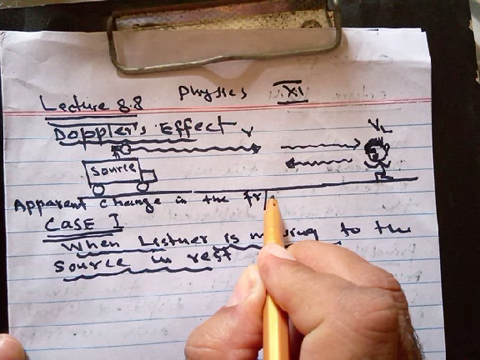 Physics XI
Lecture 8.8
Doppler's Effect
V
VL
Source
Apparent change in the fr
Case I
When Listner is moving to the
Source in rest